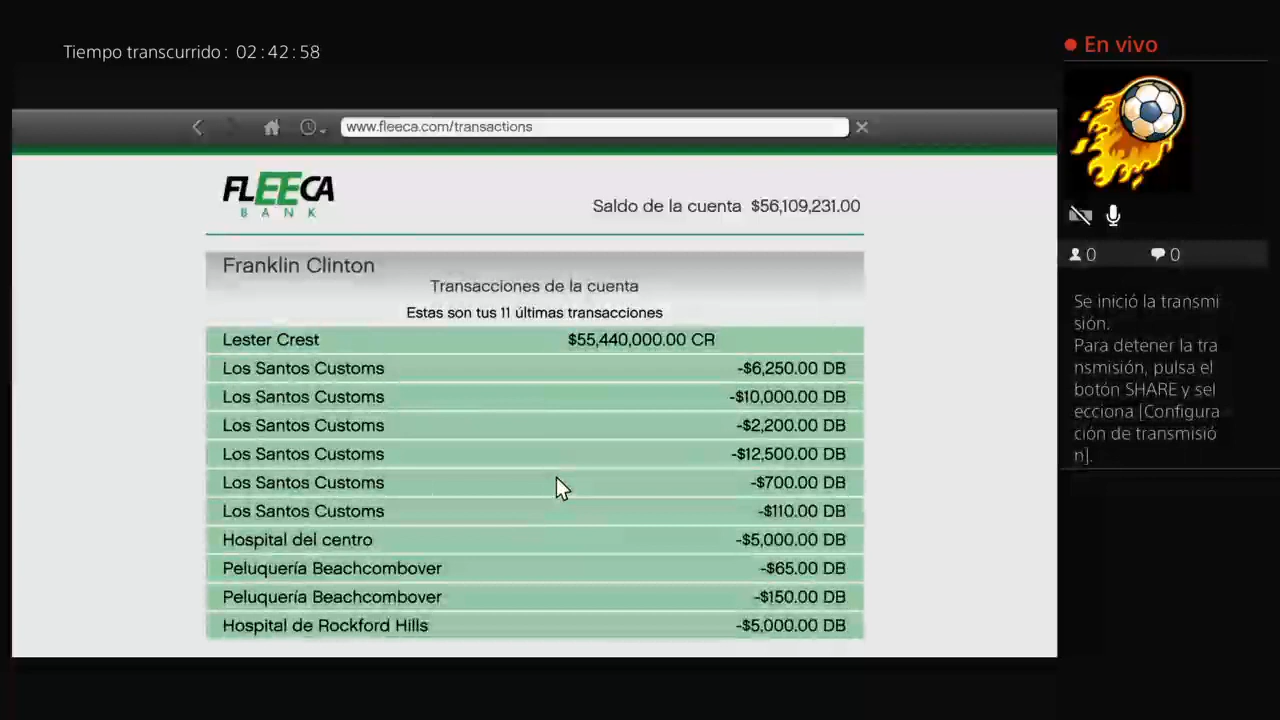 Tiempo transcurrido: 02:42:58
En vivo
www.fleeca.com/transactions
FLEECA
BANK
Saldo de la cuenta $56,109,231.00
Franklin Clinton
Transacciones de la cuenta
Estas son tus 11 últimas transacciones
Lester Crest $55,440,000.00 CR
Los Santos Customs -$6,250.00 DB
Los Santos Customs -$10,000.00 DB
Los Santos Customs -$2,200.00 DB
Los Santos Customs -$12,500.00 DB
Los Santos Customs -$700.00 DB
Los Santos Customs -$110.00 DB
Hospital del centro -$5,000.00 DB
Peluquería Beachcombover -$65.00 DB
Peluquería Beachcombover -$150.00 DB
Hospital de Rockford Hills -$5,000.00 DB
0 0
Se inició la transmi
sión.
Para detener la tra
nsmisión, pulsa el
botón SHARE y sel
ecciona [Configura
ción de transmisió
n].